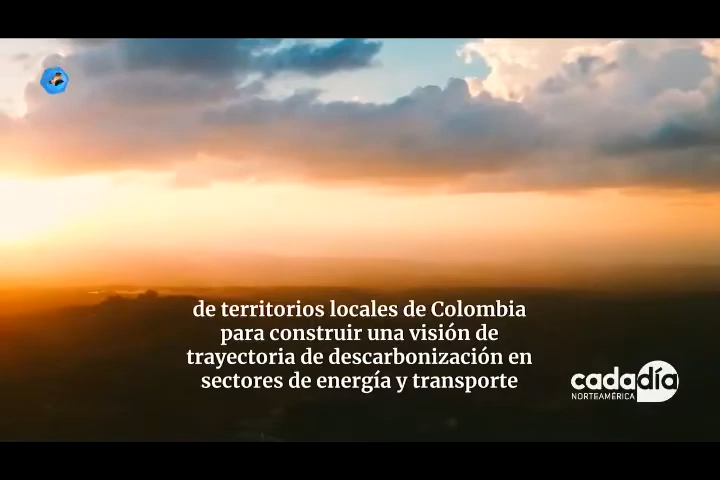 de territorios locales de Colombia
para construir una visión de
trayectoria de descarbonización en
sectores de energía y transporte
cadadía
NORTEAMÉRICA